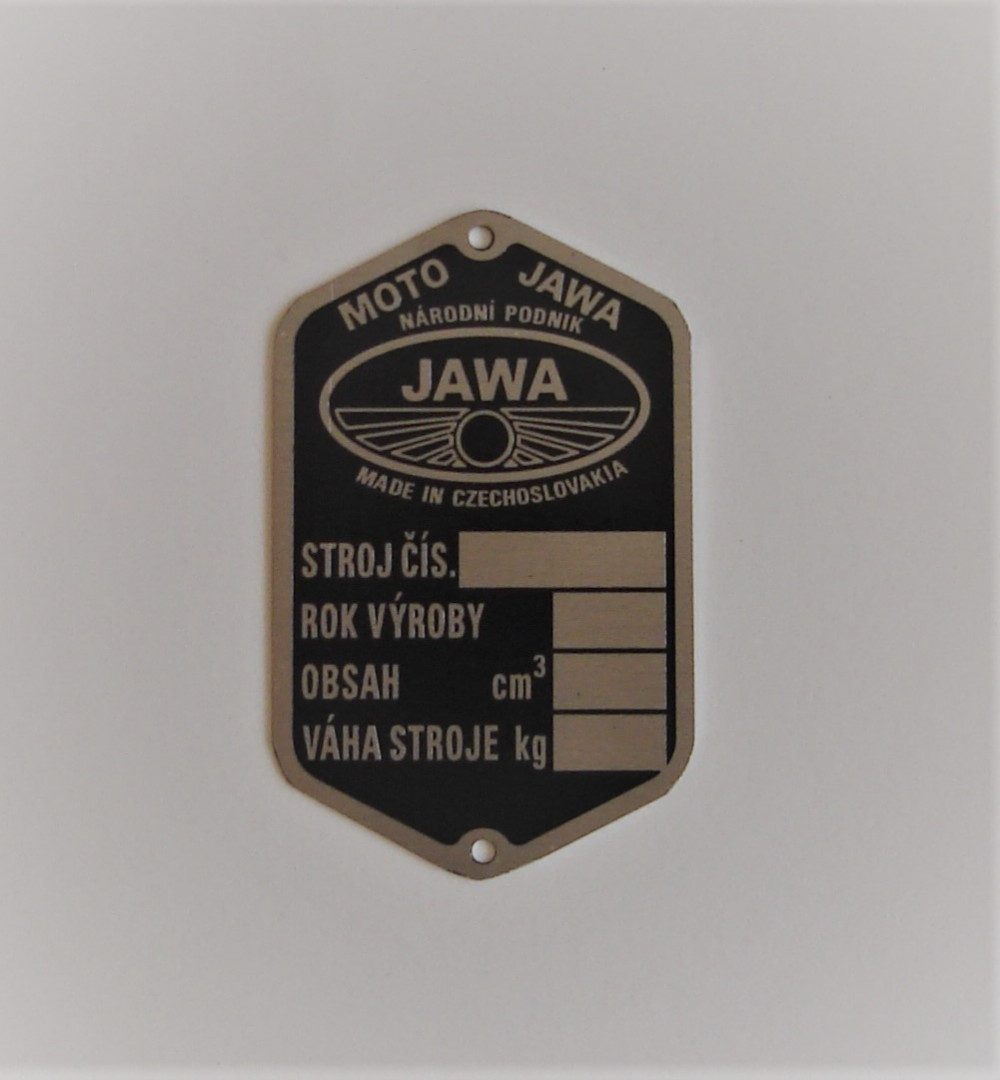 MOTO JAWA
NÁRODNÍ PODNIK
JAWA
MADE IN CZECHOSLOVAKIA
STROJ ČÍS.
ROK VÝROBY
OBSAH cm³
VÁHA STROJE kg